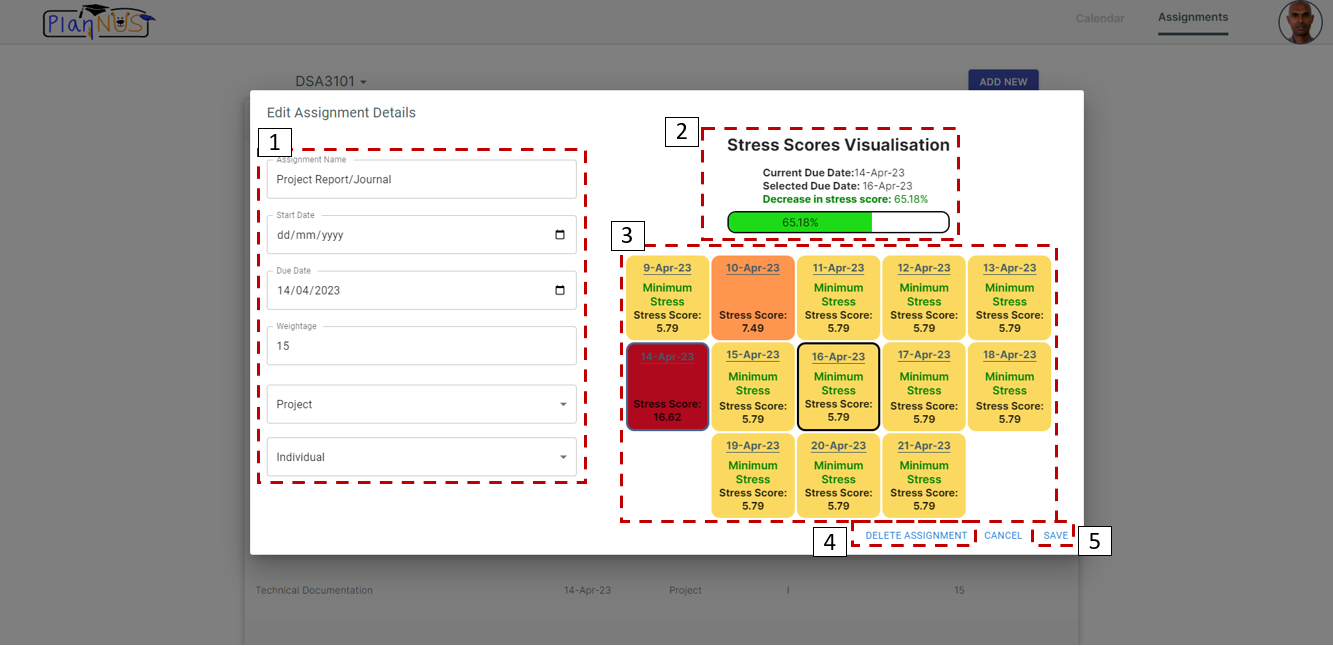 PlanNUS
Calendar
Assignments
DSA3101
ADD NEW
Edit Assignment Details
1
Assignment Name
Project Report/Journal
Start Date
dd/mm/yyyy
Due Date
14/04/2023
Weightage
15
Project
Individual
2
Stress Scores Visualisation
Current Due Date:14-Apr-23
Selected Due Date: 16-Apr-23
Decrease in stress score: 65.18%
65.18%
3
9-Apr-23
Minimum
Stress
Stress Score:
5.79
10-Apr-23
Stress Score:
7.49
11-Apr-23
Minimum
Stress
Stress Score:
5.79
12-Apr-23
Minimum
Stress
Stress Score:
5.79
13-Apr-23
Minimum
Stress
Stress Score:
5.79
14-Apr-23
Stress Score:
16.62
15-Apr-23
Minimum
Stress
Stress Score:
5.79
16-Apr-23
Minimum
Stress
Stress Score:
5.79
17-Apr-23
Minimum
Stress
Stress Score:
5.79
18-Apr-23
Minimum
Stress
Stress Score:
5.79
19-Apr-23
Minimum
Stress
Stress Score:
5.79
20-Apr-23
Minimum
Stress
Stress Score:
5.79
21-Apr-23
Minimum
Stress
Stress Score:
5.79
4
DELETE ASSIGNMENT
CANCEL
SAVE
5
Technical Documentation 14-Apr-23 Project I 15